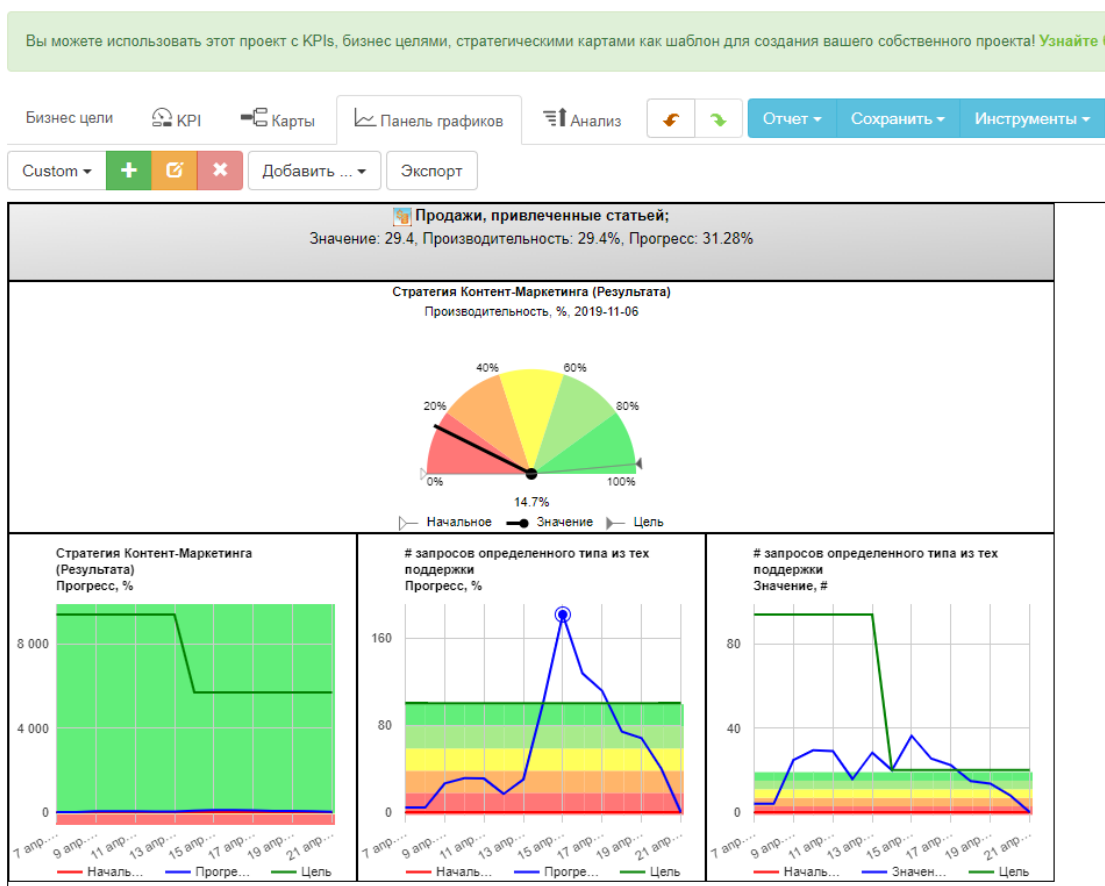 Вы можете использовать этот проект с KPIs, бизнес целями, стратегическими картами как шаблон для создания вашего собственного проекта! Узнайте
Бизнес цели KPI Карты Панель графиков Анализ Отчет Сохранить Инструменты
Custom Добавить ... Экспорт
Продажи, привлеченные статьей;
Значение: 29.4, Производительность: 29.4%, Прогресс: 31.28%
Стратегия Контент-Маркетинга (Результата)
Производительность, %, 2019-11-06
40% 60%
20% 80%
0% 100%
14.7%
Начальное Значение Цель
Стратегия Контент-Маркетинга
(Результата)
Прогресс, %
8 000
4 000
0
7 апр.... 9 апр.... 11 апр.... 13 апр.... 15 апр.... 17 апр.... 19 апр.... 21 апр....
Началь... Прогре... Цель
# запросов определенного типа из тех
поддержки
Прогресс, %
160
80
0
7 апр.... 9 апр.... 11 апр.... 13 апр.... 15 апр.... 17 апр.... 19 апр.... 21 апр....
Началь... Прогре... Цель
# запросов определенного типа из тех
поддержки
Значение, #
80
40
0
7 апр.... 9 апр.... 11 апр.... 13 апр.... 15 апр.... 17 апр.... 19 апр.... 21 апр....
Началь... Значен... Цель